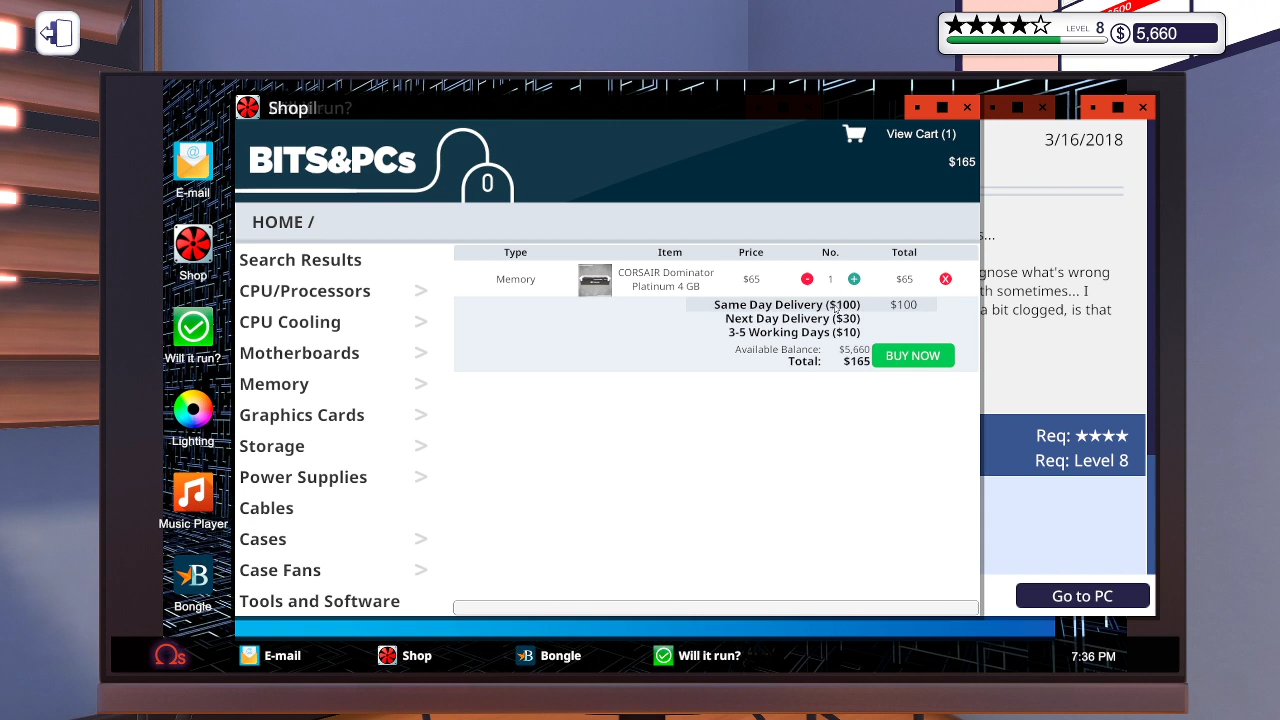 $600
LEVEL 8
$ 5,660
Shop
BITS&PCs
View Cart (1)
$165
3/16/2018
HOME /
E-mail
Shop
Will it run?
Lighting
Music Player
Bongle
Search Results
CPU/Processors >
CPU Cooling >
Motherboards >
Memory >
Graphics Cards >
Storage >
Power Supplies >
Cables
Cases >
Case Fans >
Tools and Software
Type Item Price No. Total
Memory CORSAIR Dominator Platinum 4 GB $65 - 1 + $65 X
Same Day Delivery ($100) $100
Next Day Delivery ($30)
3-5 Working Days ($10)
Available Balance: $5,660
Total: $165
BUY NOW
s...
gnose what's wrong
th sometimes... I
a bit clogged, is that
Req: ★★★★
Req: Level 8
Go to PC
Ωs E-mail Shop Bongle Will it run? 7:36 PM